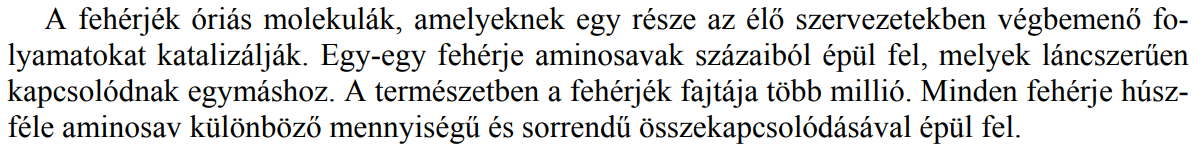 A fehérjék óriás molekulák, amelyeknek egy része az élő szervezetekben végbemenő fo-
lyamatokat katalizálják. Egy-egy fehérje aminosavak százaiból épül fel, melyek láncszerűen
kapcsolódnak egymáshoz. A természetben a fehérjék fajtája több millió. Minden fehérje húsz-
féle aminosav különböző mennyiségű és sorrendű összekapcsolódásával épül fel.